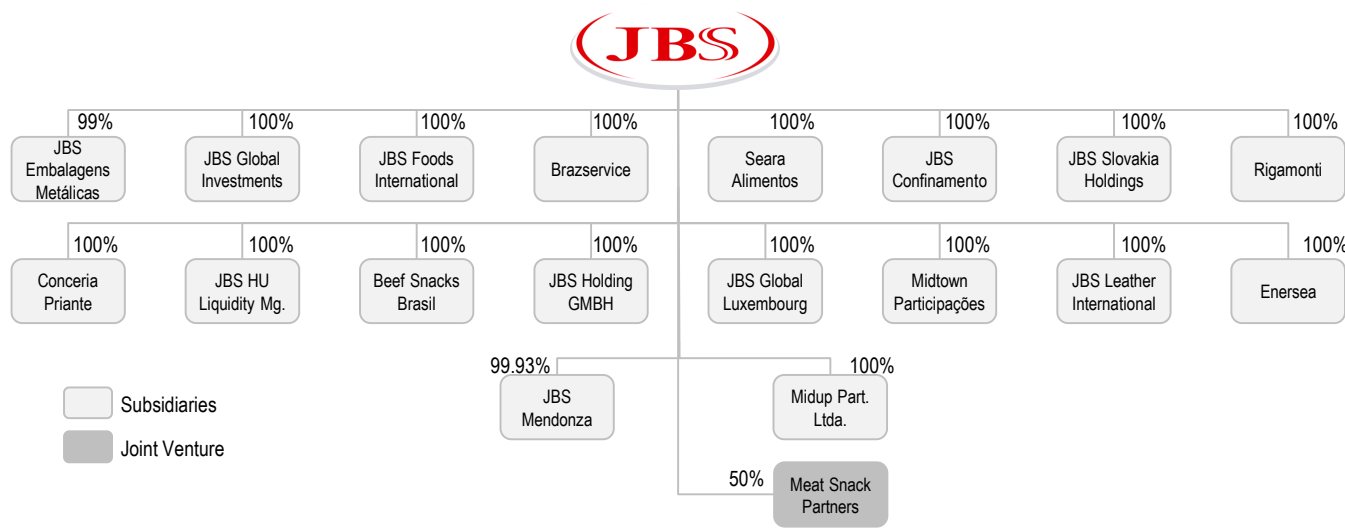 JBS
99%
100%
100%
100%
100%
100%
100%
100%
JBS
Embalagens
Metálicas
JBS Global
Investments
JBS Foods
International
Brazservice
Seara
Alimentos
JBS
Confinamento
JBS Slovakia
Holdings
Rigamonti
100%
100%
100%
100%
100%
100%
100%
100%
Conceria
Priante
JBS HU
Liquidity Mg.
Beef Snacks
Brasil
JBS Holding
GMBH
JBS Global
Luxembourg
Midtown
Participações
JBS Leather
International
Enersea
99.93%
100%
JBS
Mendonza
Midup Part.
Ltda.
Subsidiaries
Joint Venture
50%
Meat Snack
Partners